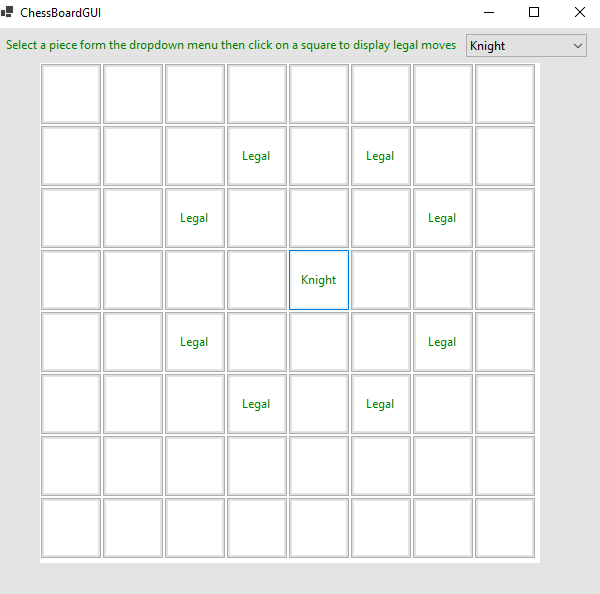 ChessBoardGUI
Select a piece form the dropdown menu then click on a square to display legal moves
Knight
Legal Legal
Legal Legal
Knight
Legal Legal
Legal Legal